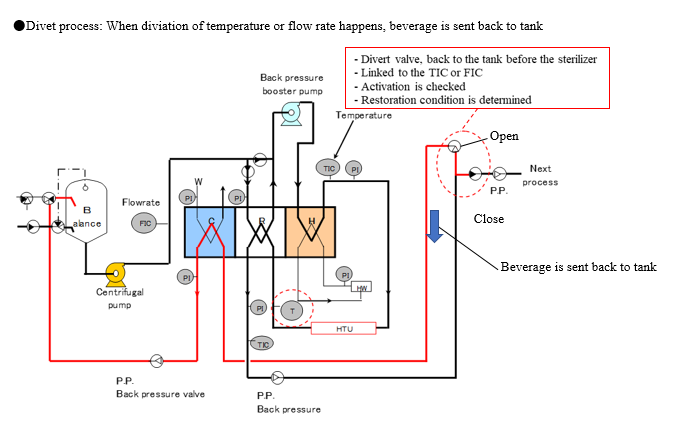 ●Divet process: When diviation of temperature or flow rate happens, beverage is sent back to tank
- Divert valve, back to the tank before the sterilizer
- Linked to the TIC or FIC
- Activation is checked
- Restoration condition is determined
Back pressure
booster pump
Temperature
Open
TIC
PI
Next
process
P.P.
W
PI
PI
Flowrate
FIC
B
alance
C
R
H
Close
Beverage is sent back to tank
PI
PI
HW
Centrifugal
pump
PI
T
HTU
TIC
P.P.
Back pressure valve
P.P.
Back pressure